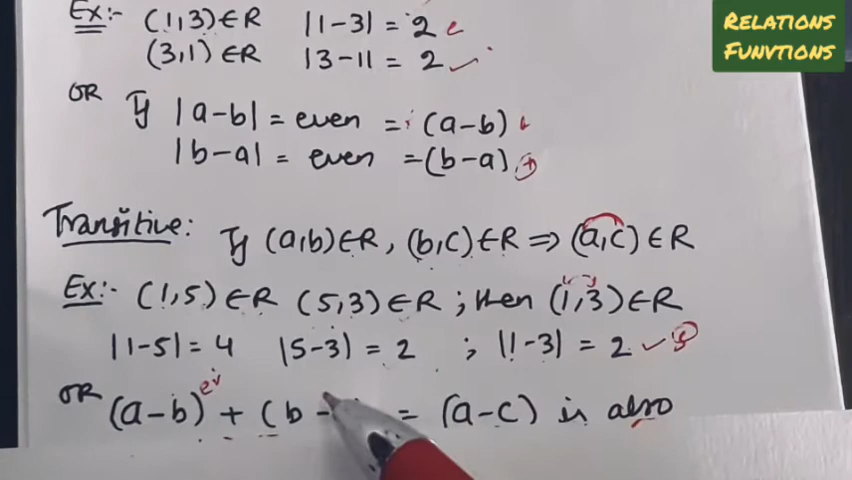 RELATIONS
FUNVTIONS
Ex:- (1,3)∈R |1-3| = 2
(3,1)∈R |3-1| = 2 ✓
OR If |a-b| = even = (a-b)
|b-a| = even =(b-a)
Transitive: If (a,b)∈R, (b,c)∈R ⇒ (a,c)∈R
Ex:- (1,5)∈R (5,3)∈R ; then (1,3)∈R
|1-5| = 4 |5-3| = 2 ; |1-3| = 2 ✓
OR (a-b) + (b - = (a-c) is also